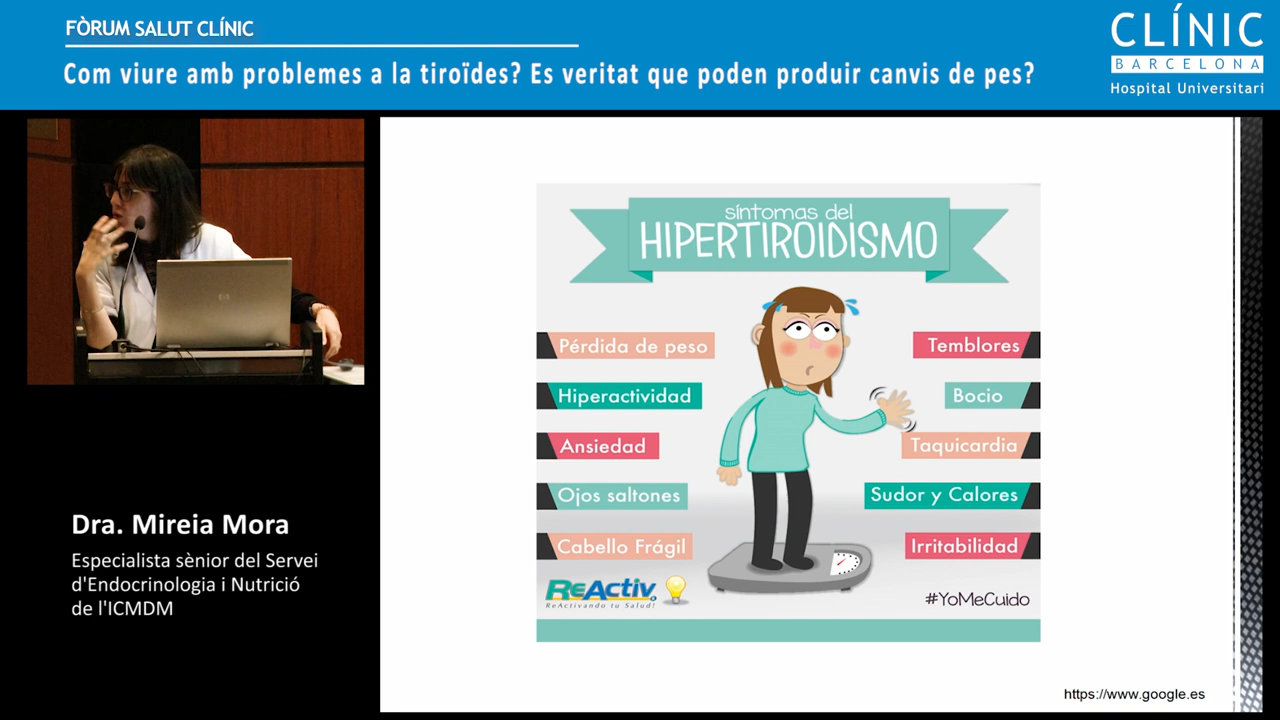 FÒRUM SALUT CLÍNIC
Com viure amb problemes a la tiroïdes? Es veritat que poden produir canvis de pes?
CLÍNIC
BARCELONA
Hospital Universitari
síntomas del
HIPERTIROIDISMO
Pérdida de peso
Hiperactividad
Ansiedad
Ojos saltones
Cabello Frágil
Temblores
Bocio
Taquicardia
Sudor y Calores
Irritabilidad
ReActiv
ReActivando tu Salud!
#YoMeCuido
https://www.google.es
Dra. Mireia Mora
Especialista sènior del Servei
d'Endocrinologia i Nutrició
de l'ICMDM